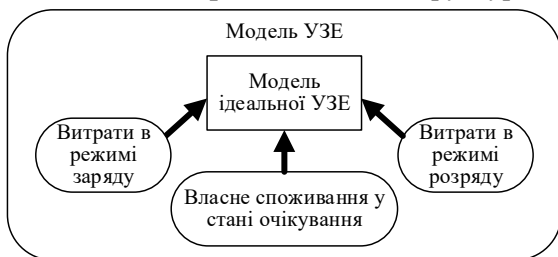 Модель УЗЕ
Модель
ідеальної УЗЕ
Витрати в
режимі
заряду
Витрати в
режимі
розряду
Власне споживання у
стані очікування